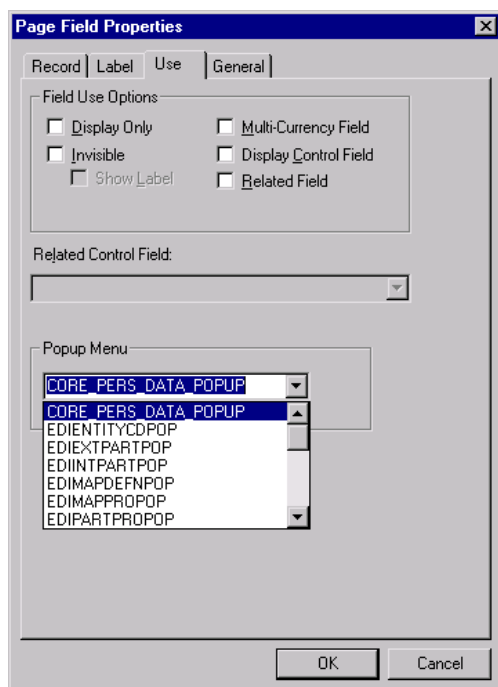 Page Field Properties
Record Label Use General
Field Use Options
Display Only Multi-Currency Field
Invisible Display Control Field
Show Label Related Field
Related Control Field:
Popup Menu
CORE_PERS_DATA_POPUP
CORE_PERS_DATA_POPUP
EDIENTITYCDPOP
EDIEXTPARTPOP
EDIINTPARTPOP
EDIMAPDEFNPOP
EDIMAPPROPOP
EDIPARTPROPOP
OK Cancel